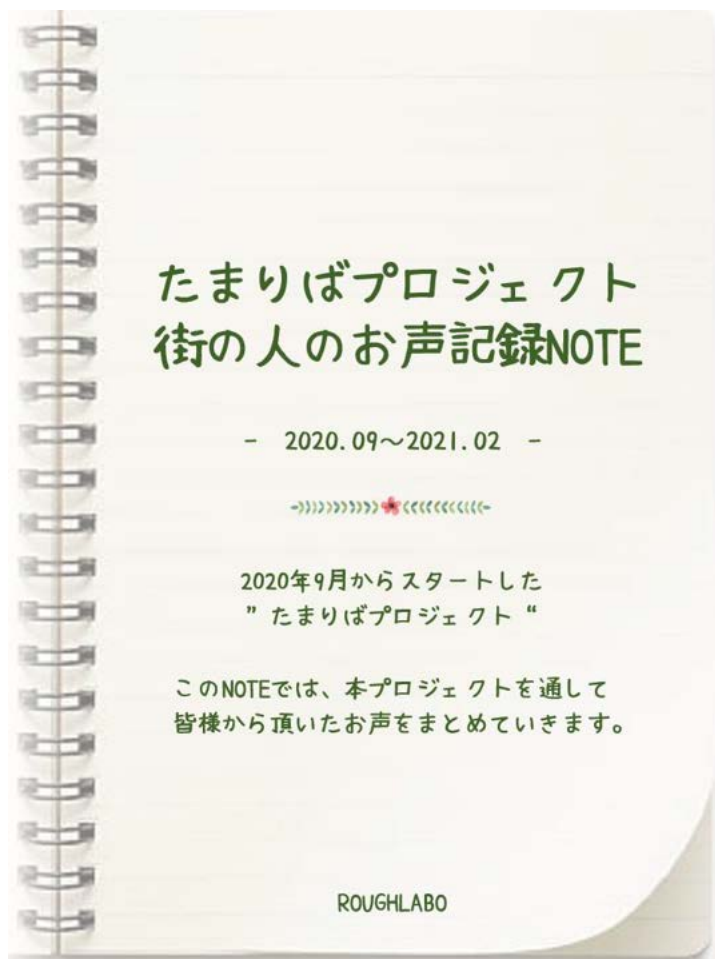 たまりばプロジェクト
街の人のお声記録NOTE
- 2020.09～2021.02 -
2020年9月からスタートした
”たまりばプロジェクト“
このNOTEでは、本プロジェクトを通して
皆様から頂いたお声をまとめていきます。
ROUGHLABO